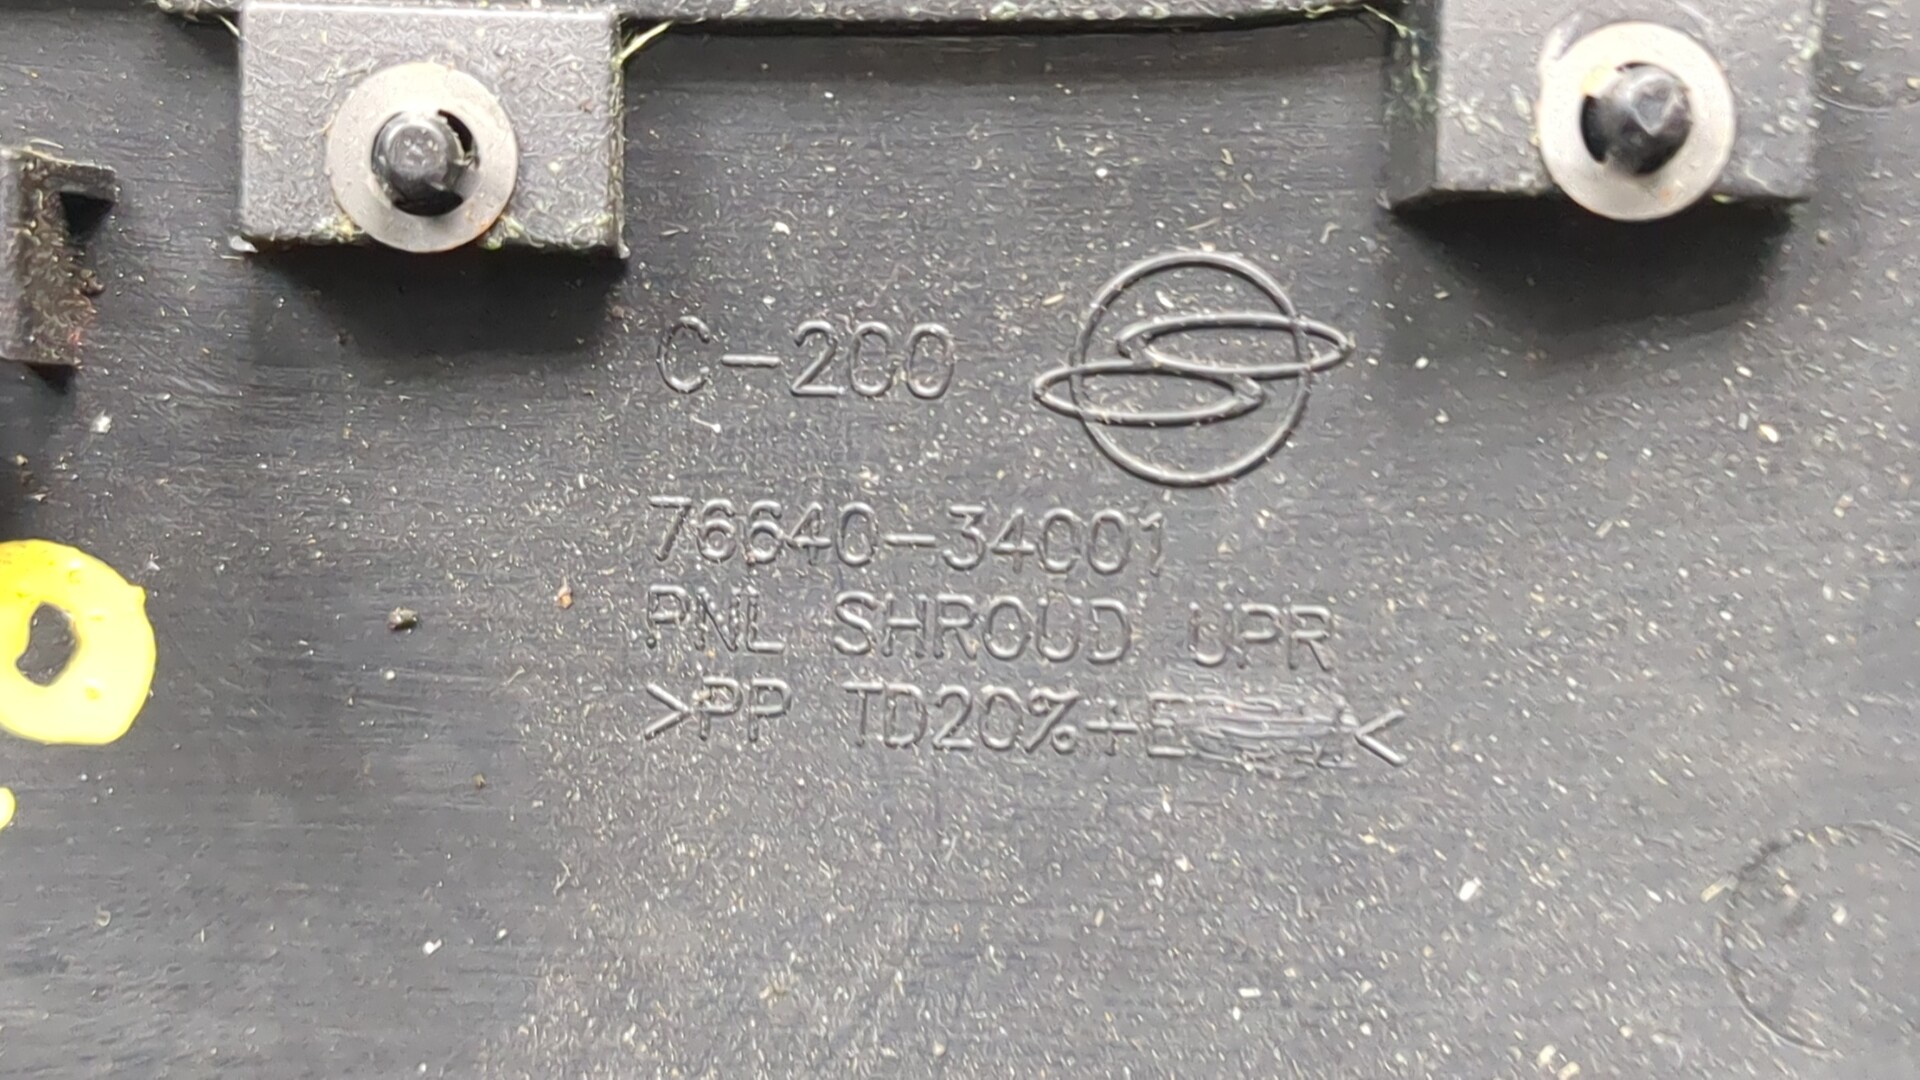 C-200
76640-34001
PNL SHROUD UPR
>PP TD20%+E